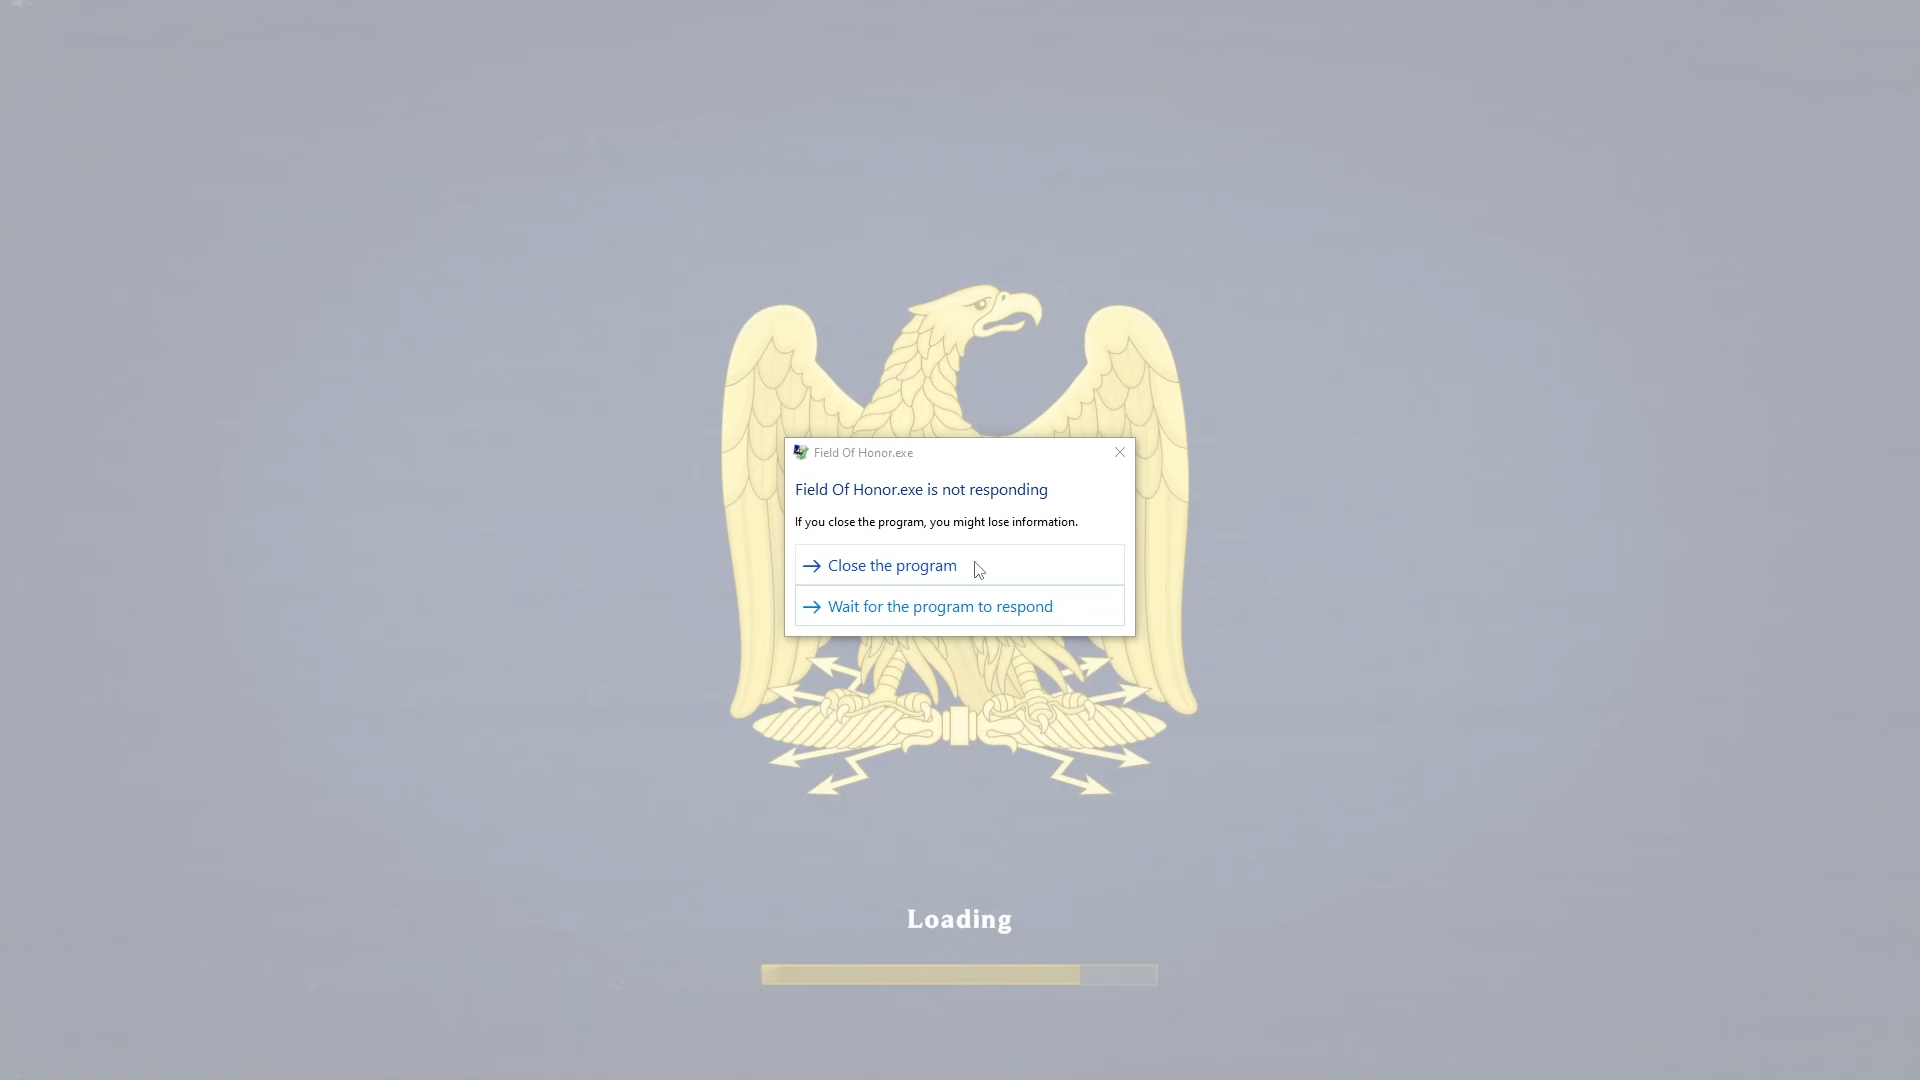 Field Of Honor.exe
Field Of Honor.exe is not responding
If you close the program, you might lose information.
Close the program
Wait for the program to respond
Loading